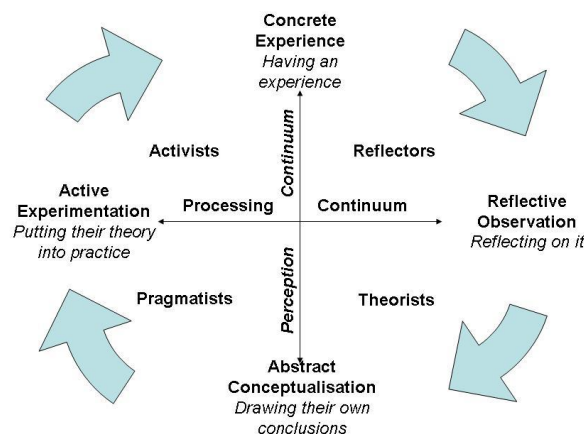 Concrete
Experience
Having an
experience
Activists
Reflectors
Continuum
Active
Experimentation
Putting their theory
into practice
Processing
Continuum
Reflective
Observation
Reflecting on it
Perception
Pragmatists
Theorists
Abstract
Conceptualisation
Drawing their own
conclusions